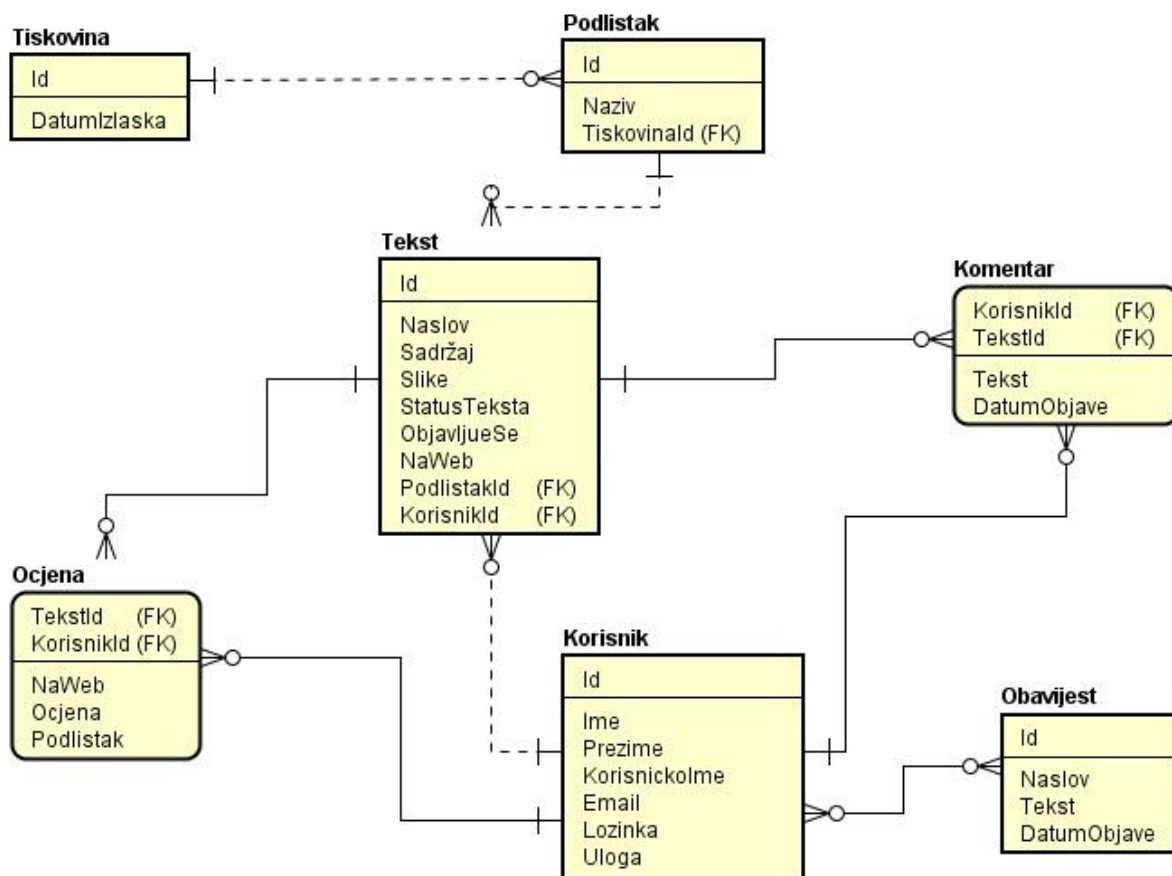 Tiskovina
Id
DatumIzlaska
Podlistak
Id
Naziv
TiskovinaId (FK)
Tekst
Id
Naslov
Sadržaj
Slike
StatusTeksta
ObjavljueSe
NaWeb
PodlistakId (FK)
KorisnikId (FK)
Komentar
KorisnikId (FK)
TekstId (FK)
Tekst
DatumObjave
Ocjena
TekstId (FK)
KorisnikId (FK)
NaWeb
Ocjena
Podlistak
Korisnik
Id
Ime
Prezime
KorisnickoIme
Email
Lozinka
Uloga
Obavijest
Id
Naslov
Tekst
DatumObjave